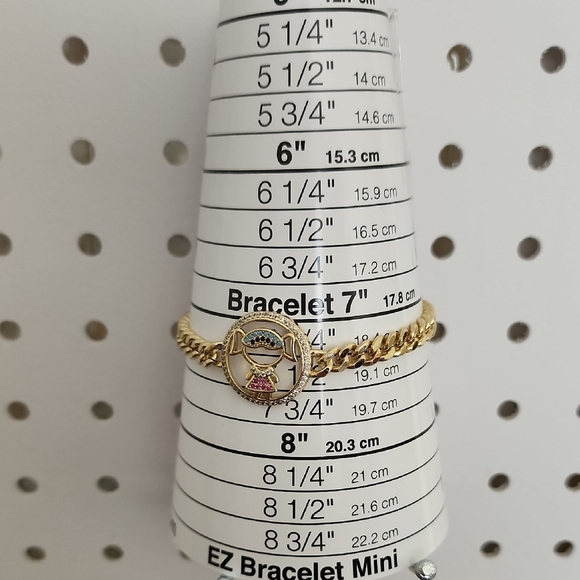 5 1/4" 13.4 cm
5 1/2" 14 cm
5 3/4" 14.6 cm
6" 15.3 cm
6 1/4" 15.9 cm
6 1/2" 16.5 cm
6 3/4" 17.2 cm
Bracelet 7" 17.8 cm
/4"
1/2" 19.1 cm
7 3/4" 19.7 cm
8" 20.3 cm
8 1/4" 21 cm
8 1/2" 21.6 cm
8 3/4" 22.2 cm
EZ Bracelet Mini